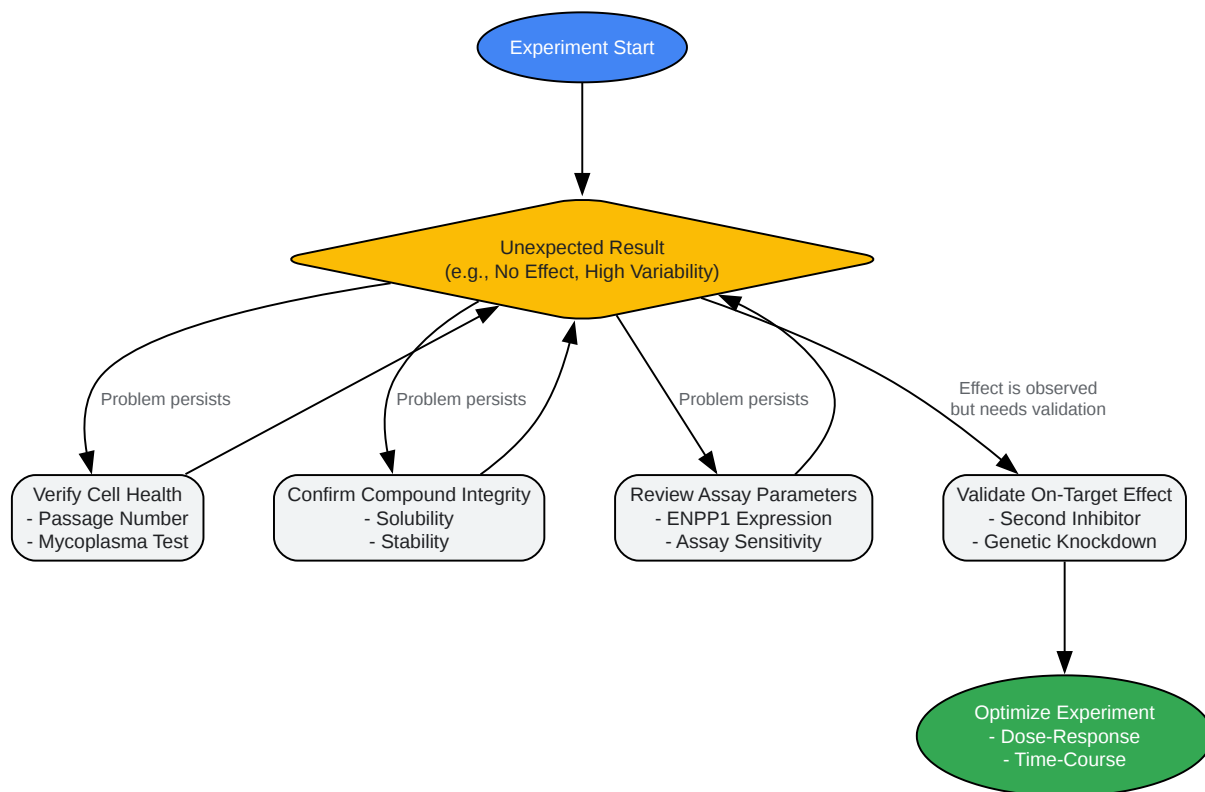 Experiment Start
Unexpected Result
(e.g., No Effect, High Variability)
Problem persists
Problem persists
Problem persists
Effect is observed
but needs validation
Verify Cell Health
- Passage Number
- Mycoplasma Test
Confirm Compound Integrity
- Solubility
- Stability
Review Assay Parameters
- ENPP1 Expression
- Assay Sensitivity
Validate On-Target Effect
- Second Inhibitor
- Genetic Knockdown
Optimize Experiment
- Dose-Response
- Time-Course